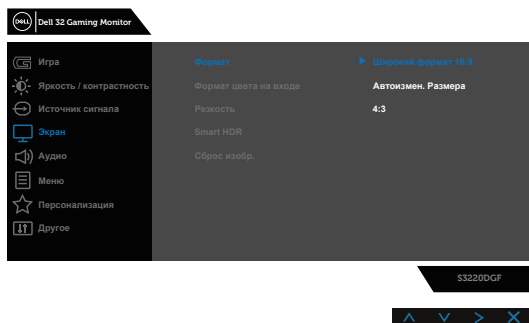 DELL Dell 32 Gaming Monitor
Игра
Яркость / контрастность
Источник сигнала
Экран
Аудио
Меню
Персонализация
Другое
Формат
Формат цвета на входе
Резкость
Smart HDR
Сброс изобр.
Широкий формат 16:9
Автоизмен. Размера
4:3
S3220DGF